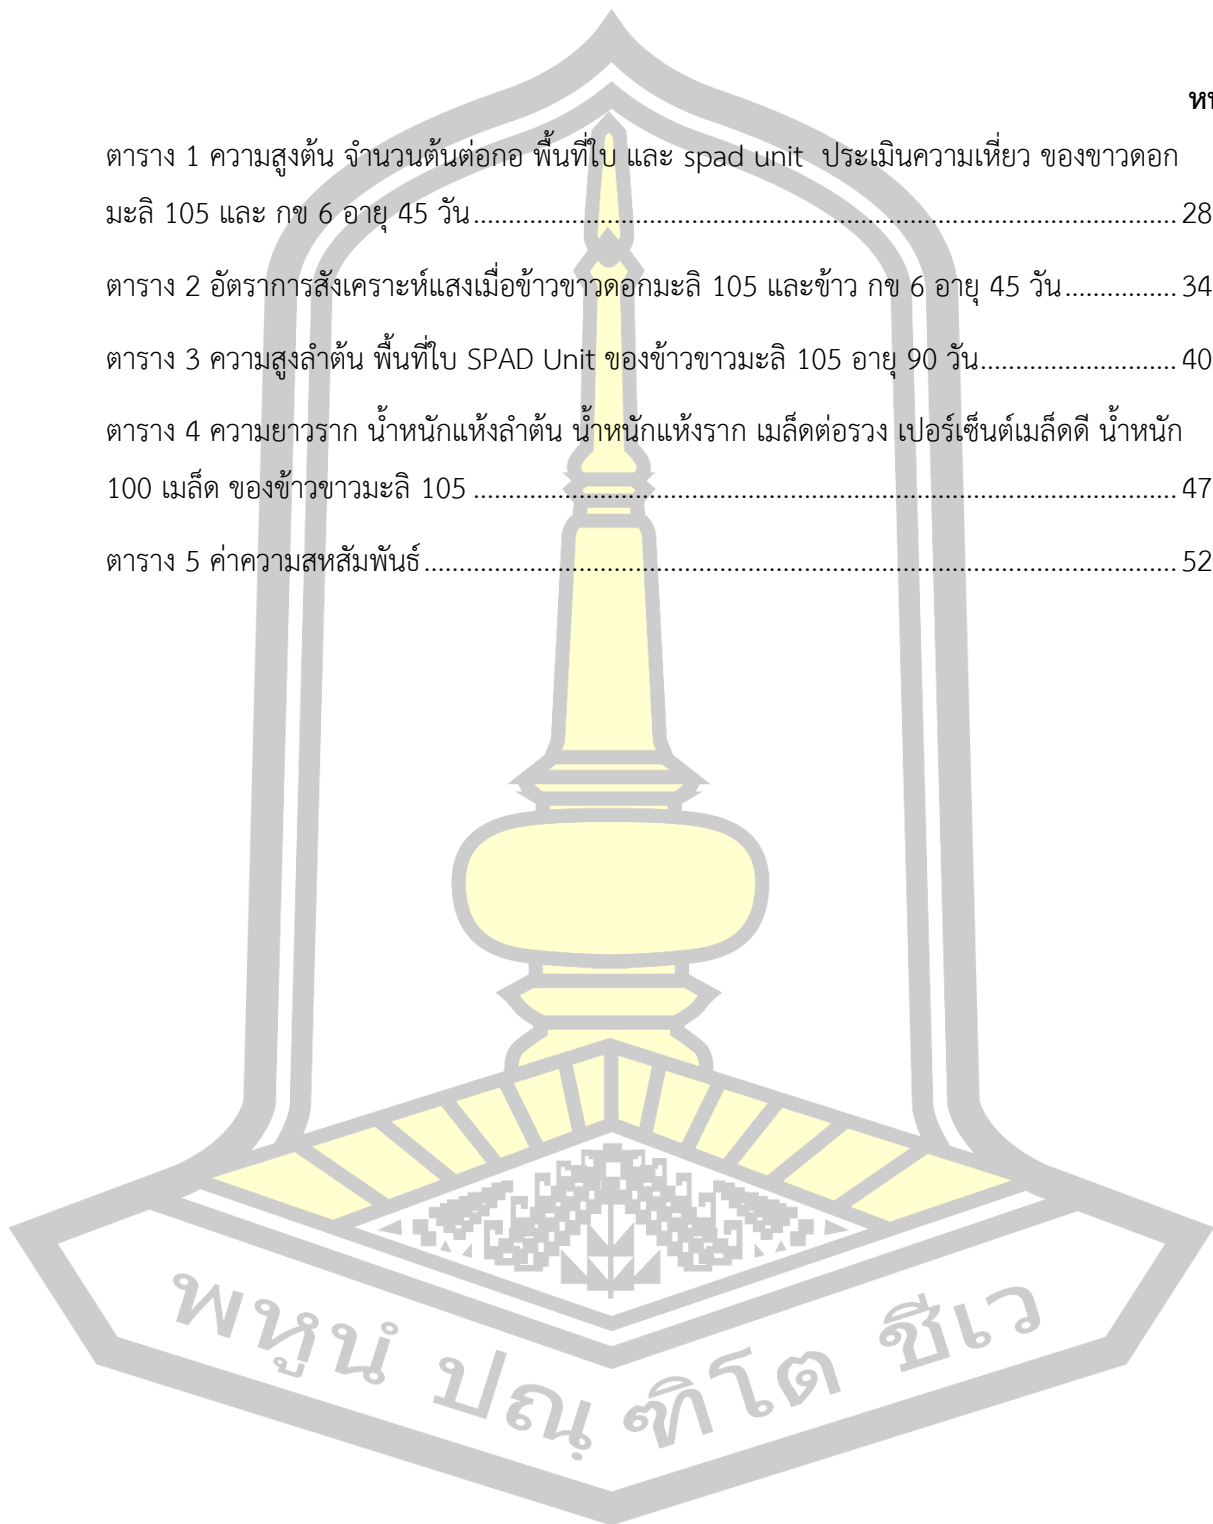 ตาราง 1 ความสูงต้น จำนวนต้นต่อกอ พื้นที่ใบ และ spad unit ประเมินความเหี่ยว ของขาวดอก
มะลิ 105 และ กข 6 อายุ 45 วัน........................................................................................................... 28
ตาราง 2 อัตราการสังเคราะห์แสงเมื่อข้าวขาวดอกมะลิ 105 และข้าว กข 6 อายุ 45 วัน................. 34
ตาราง 3 ความสูงลำต้น พื้นที่ใบ SPAD Unit ของข้าวขาวมะลิ 105 อายุ 90 วัน.............................. 40
ตาราง 4 ความยาวราก น้ำหนักแห้งลำต้น น้ำหนักแห้งราก เมล็ดต่อรวง เปอร์เซ็นต์เมล็ดดี น้ำหนัก
100 เมล็ด ของข้าวขาวมะลิ 105 ........................................................................................................... 47
ตาราง 5 ค่าความสหสัมพันธ์.................................................................................................................. 52
พหูนํ ปณฺ ฑิโต ชีเว